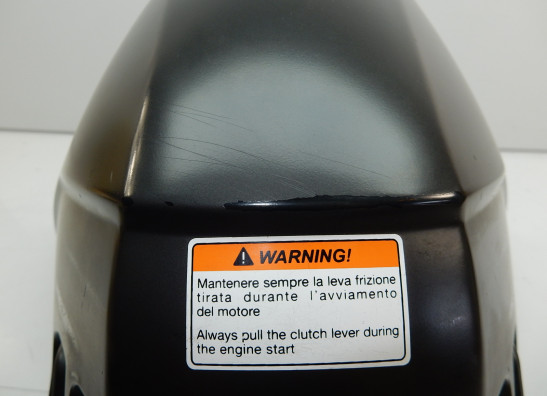 WARNING!
Mantenere sempre la leva frizione
tirata durante l'avviamento
del motore
Always pull the clutch lever during
the engine start